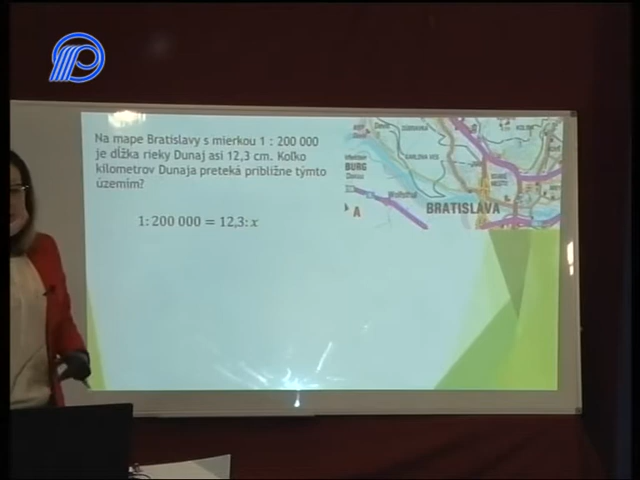 Na mape Bratislavy s mierkou 1 : 200 000
je dĺžka rieky Dunaj asi 12,3 cm. Koľko
kilometrov Dunaja preteká približne týmto
územím?
1: 200 000 = 12,3: x
BURG
A
BRATISLAVA